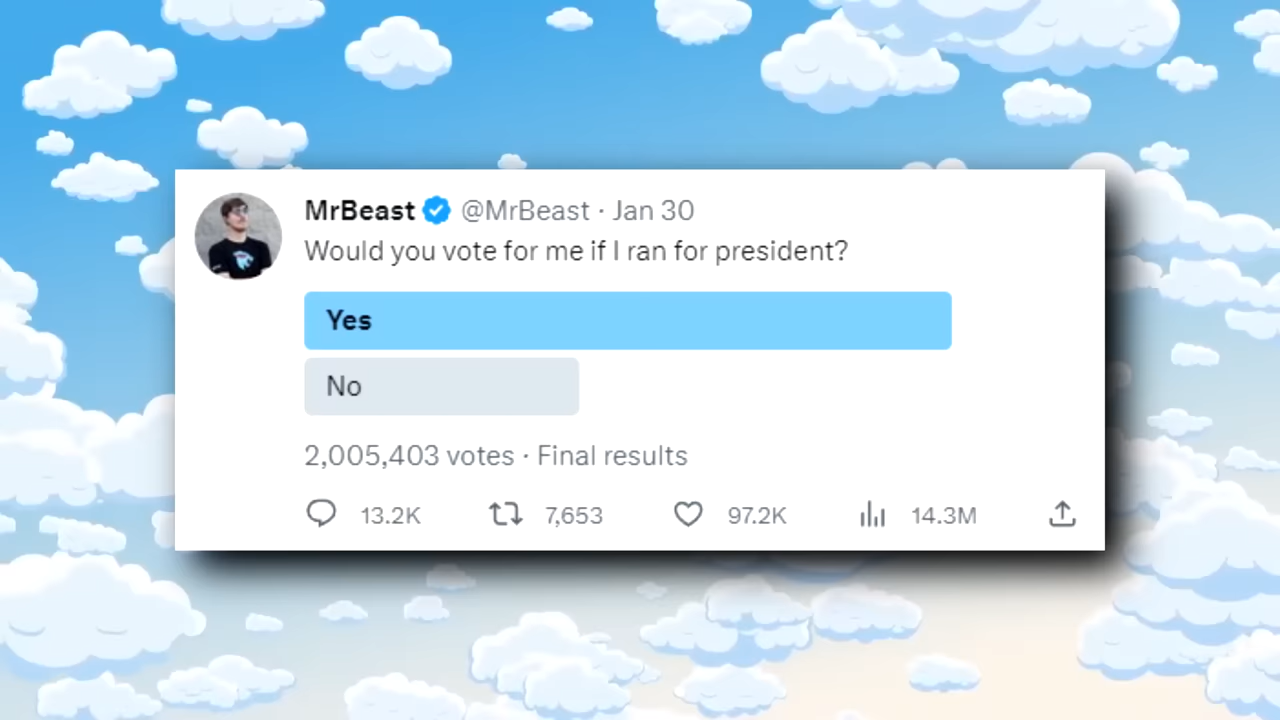 MrBeast @MrBeast · Jan 30
Would you vote for me if I ran for president?
Yes
No
2,005,403 votes · Final results
13.2K 7,653 97.2K 14.3M